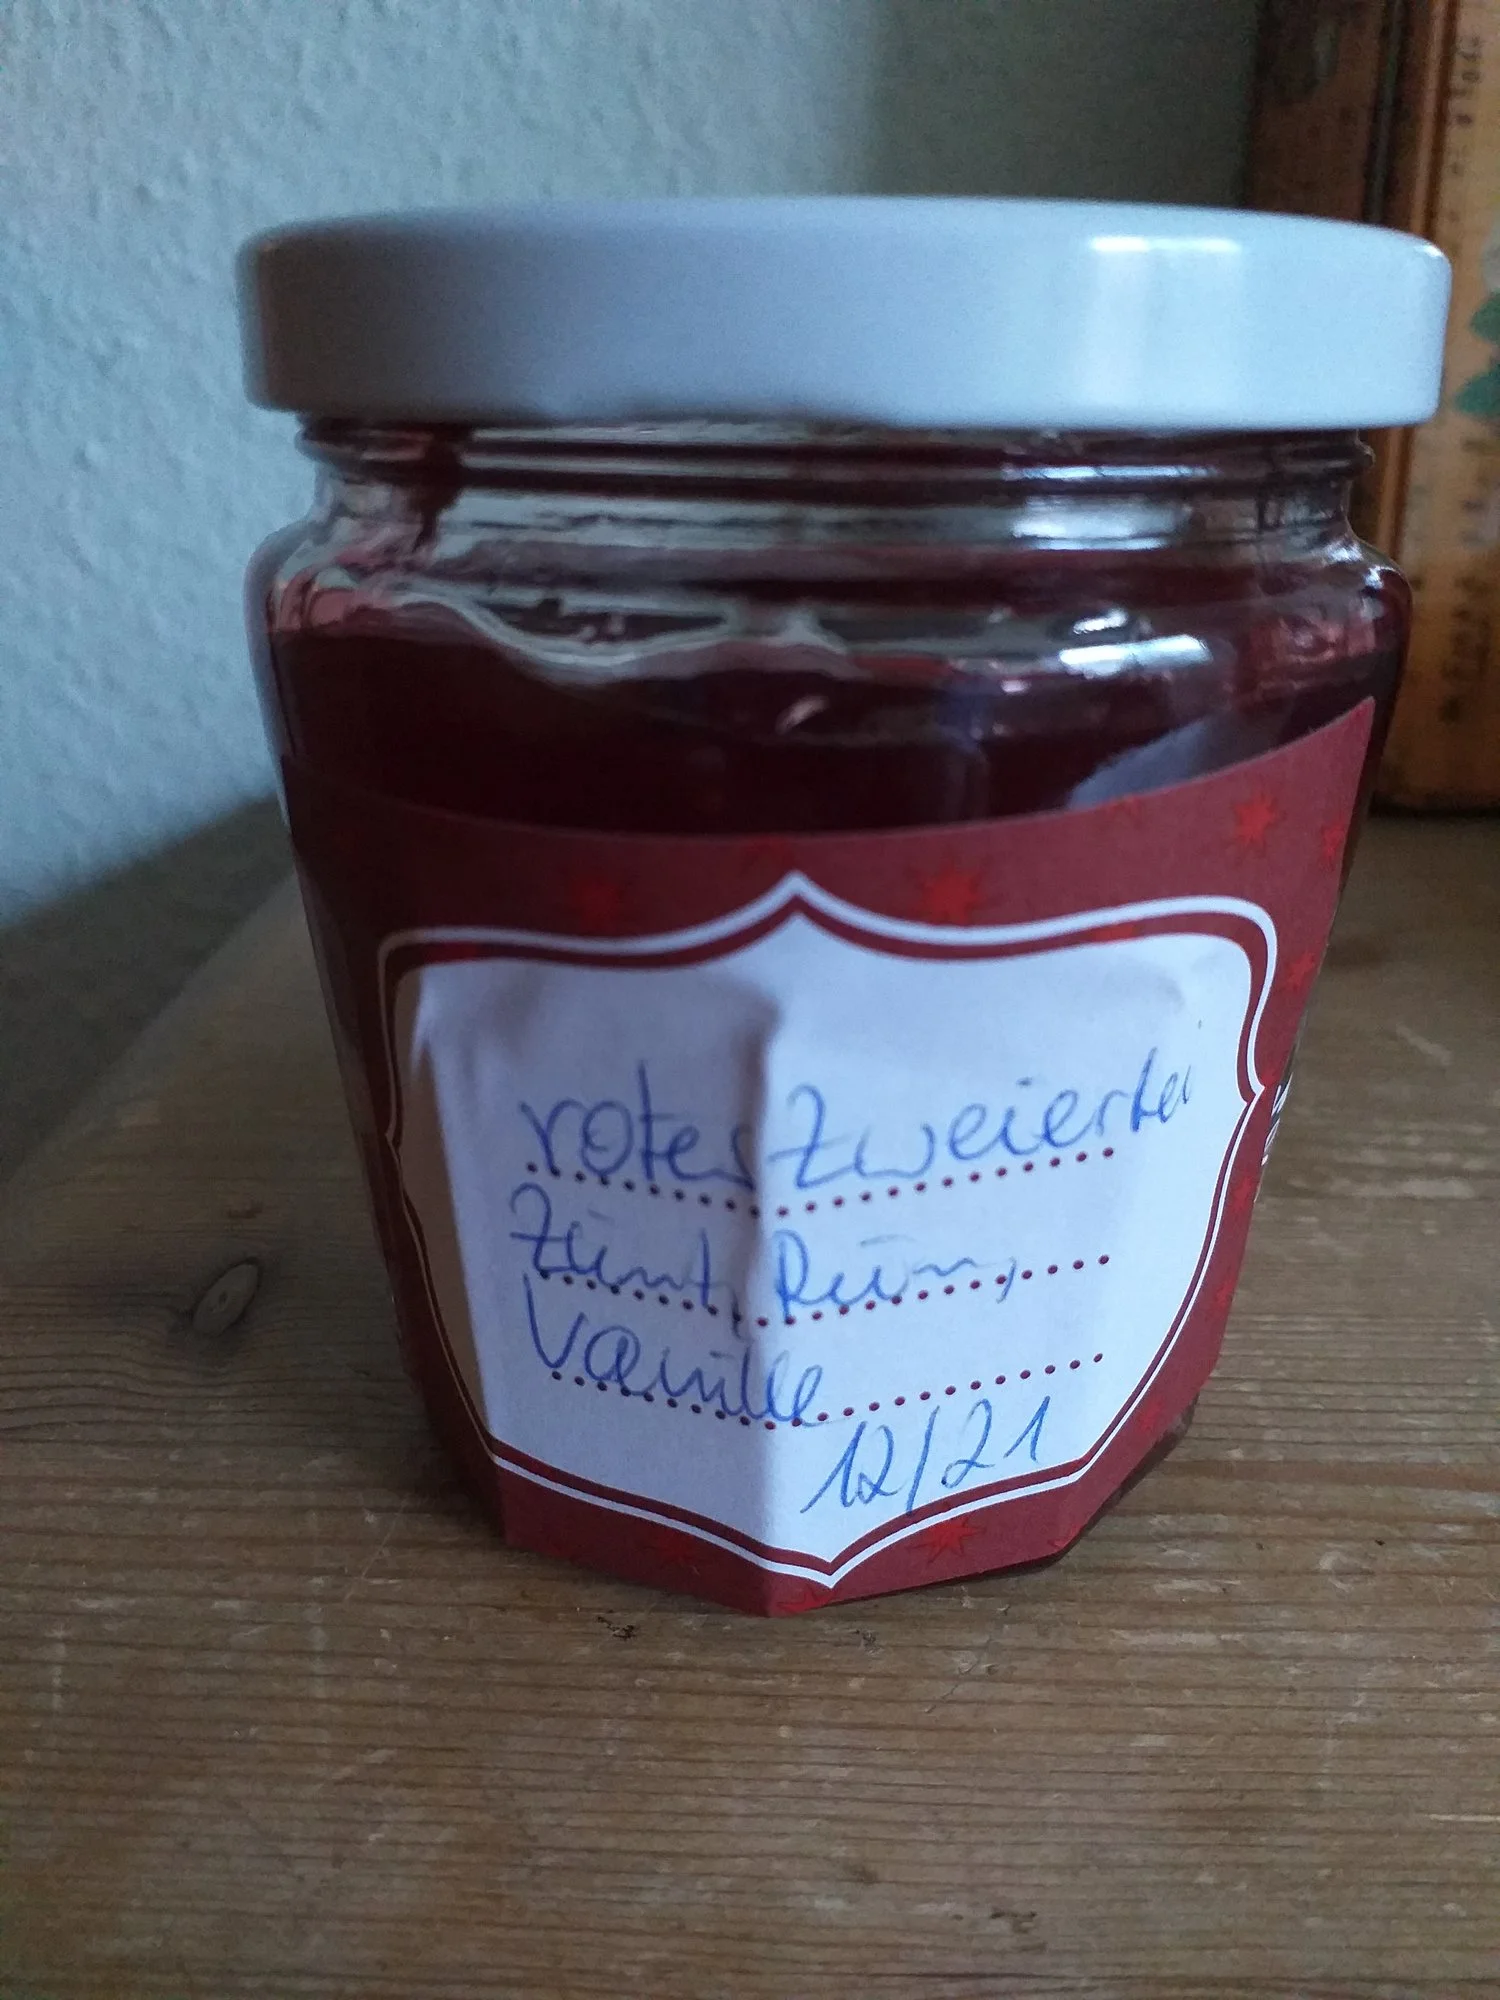 rotes Zweierlei
Zimt, Rum,
Vanille
12/21